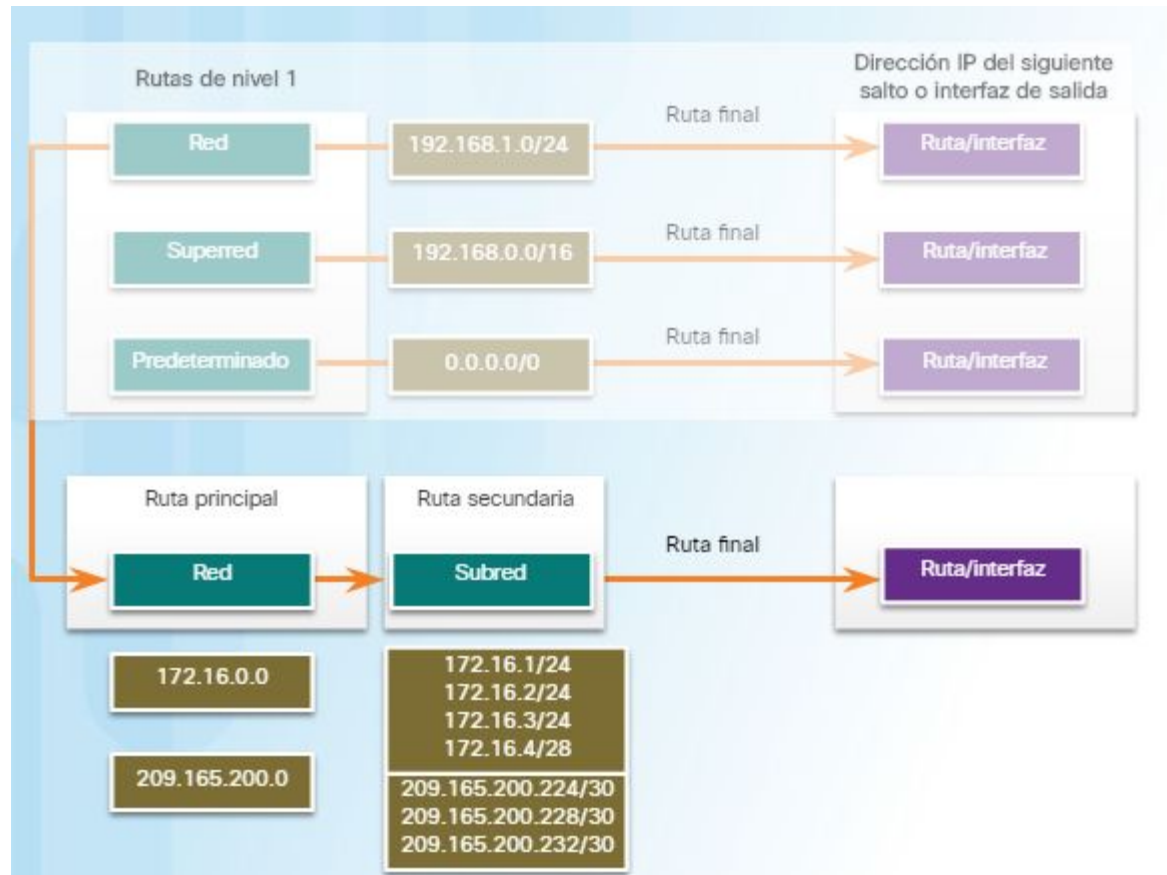 Rutas de nivel 1
Dirección IP del siguiente
salto o interfaz de salida
Red
192.168.1.0/24
Ruta final
Ruta/interfaz
Superred
192.168.0.0/16
Ruta final
Ruta/interfaz
Predeterminado
0.0.0.0/0
Ruta final
Ruta/interfaz
Ruta principal
Ruta secundaria
Red
Subred
Ruta final
Ruta/interfaz
172.16.0.0
172.16.1/24
172.16.2/24
172.16.3/24
172.16.4/28
209.165.200.0
209.165.200.224/30
209.165.200.228/30
209.165.200.232/30